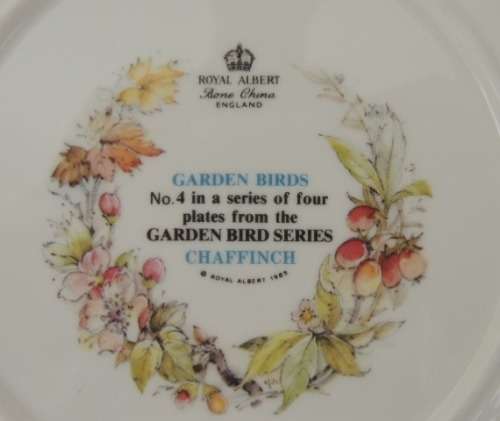 ROYAL ALBERT
Bone China
ENGLAND
GARDEN BIRDS
No.4 in a series of four
plates from the
GARDEN BIRD SERIES
CHAFFINCH
© ROYAL ALBERT